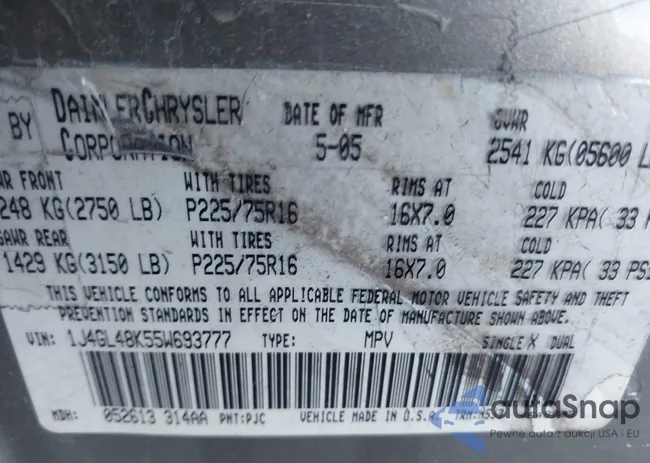 BY DAIMLERCHRYSLER CORPORATION DATE OF MFR 5-05 GVWR 2541 KG(05600 L
AR FRONT WITH TIRES RIMS AT COLD
248 KG(2750 LB) P225/75R16 16X7.0 227 KPA( 33 P
GAWR REAR WITH TIRES RIMS AT COLD
1429 KG(3150 LB) P225/75R16 16X7.0 227 KPA( 33 PSI
THIS VEHICLE CONFORMS TO ALL APPLICABLE FEDERAL MOTOR VEHICLE SAFETY AND THEFT
PREVENTION STANDARDS IN EFFECT ON THE DATE OF MANUFACTURE SHOWN ABOVE.
VIN: 1J4GL48K55W693777 TYPE: MPV SINGLE X DUAL
MDH: 052613 314AA PNT:PJC VEHICLE MADE IN U.S.A.
autoSnap
Pewne auta z aukcji USA i EU